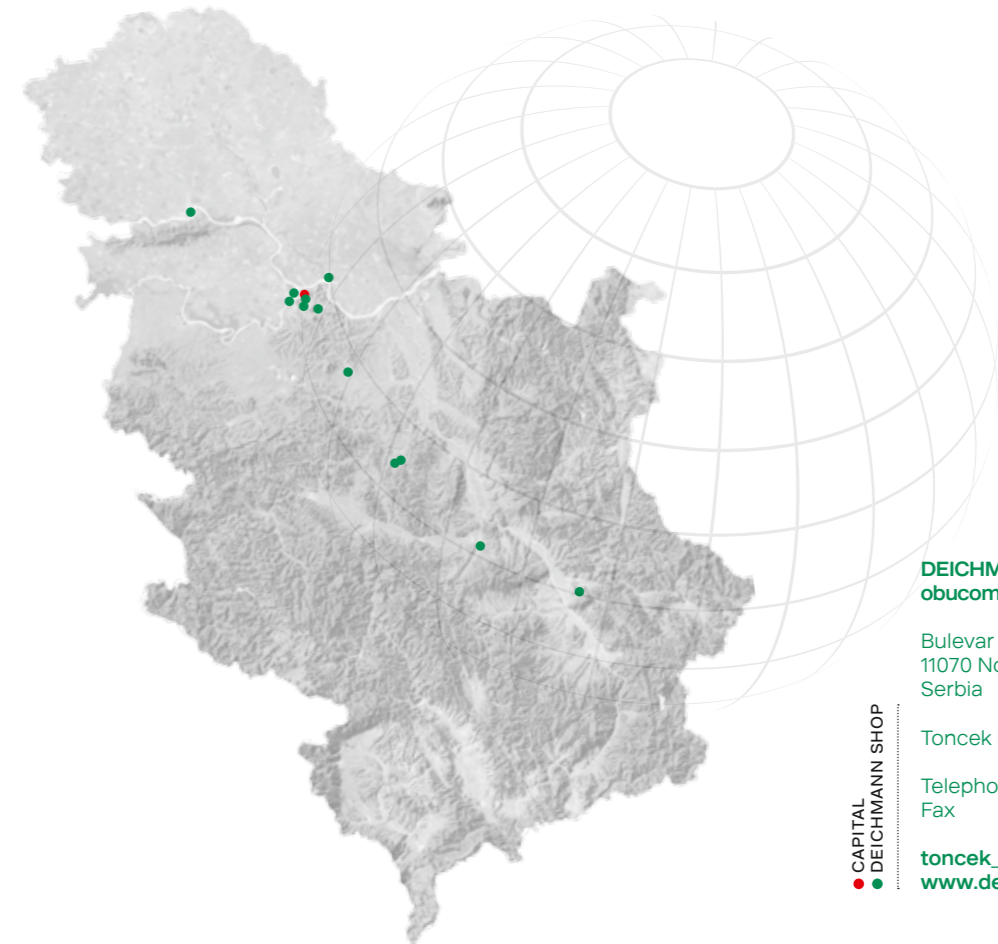 DEICHM
obucom
Bulevar
11070 No
Serbia
Toncek
Telepho
Fax
toncek_
www.de
CAPITAL
DEICHMANN SHOP